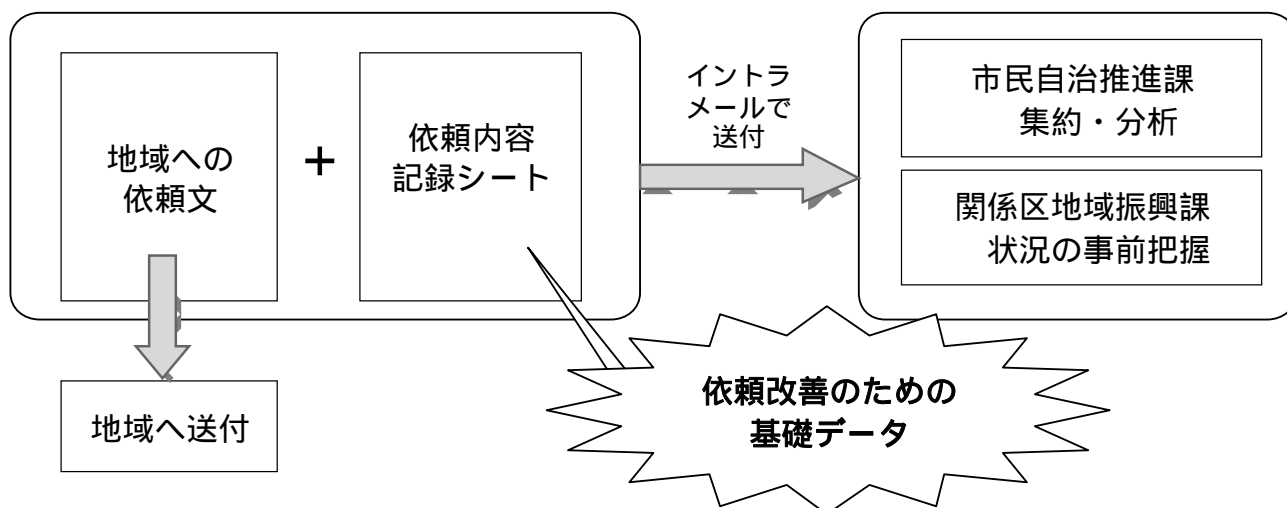 地域への
依頼文
+
依頼内容
記録シート
イントラ
メールで
送付
市民自治推進課
集約・分析
関係区地域振興課
状況の事前把握
地域へ送付
依頼改善のための
基礎データ